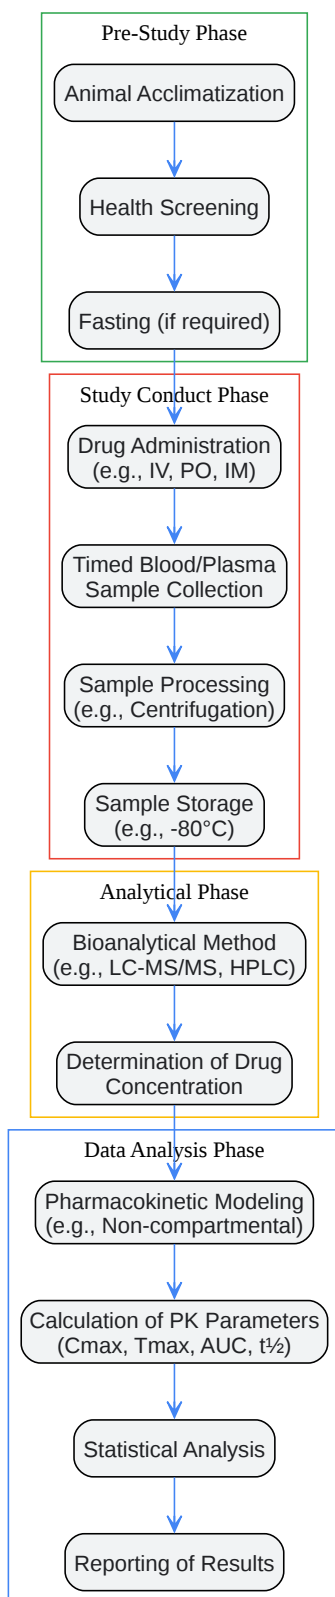 Pre-Study Phase
Animal Acclimatization
Health Screening
Fasting (if required)
Study Conduct Phase
Drug Administration
(e.g., IV, PO, IM)
Timed Blood/Plasma
Sample Collection
Sample Processing
(e.g., Centrifugation)
Sample Storage
(e.g., -80°C)
Analytical Phase
Bioanalytical Method
(e.g., LC-MS/MS, HPLC)
Determination of Drug
Concentration
Data Analysis Phase
Pharmacokinetic Modeling
(e.g., Non-compartmental)
Calculation of PK Parameters
(Cmax, Tmax, AUC, t½)
Statistical Analysis
Reporting of Results